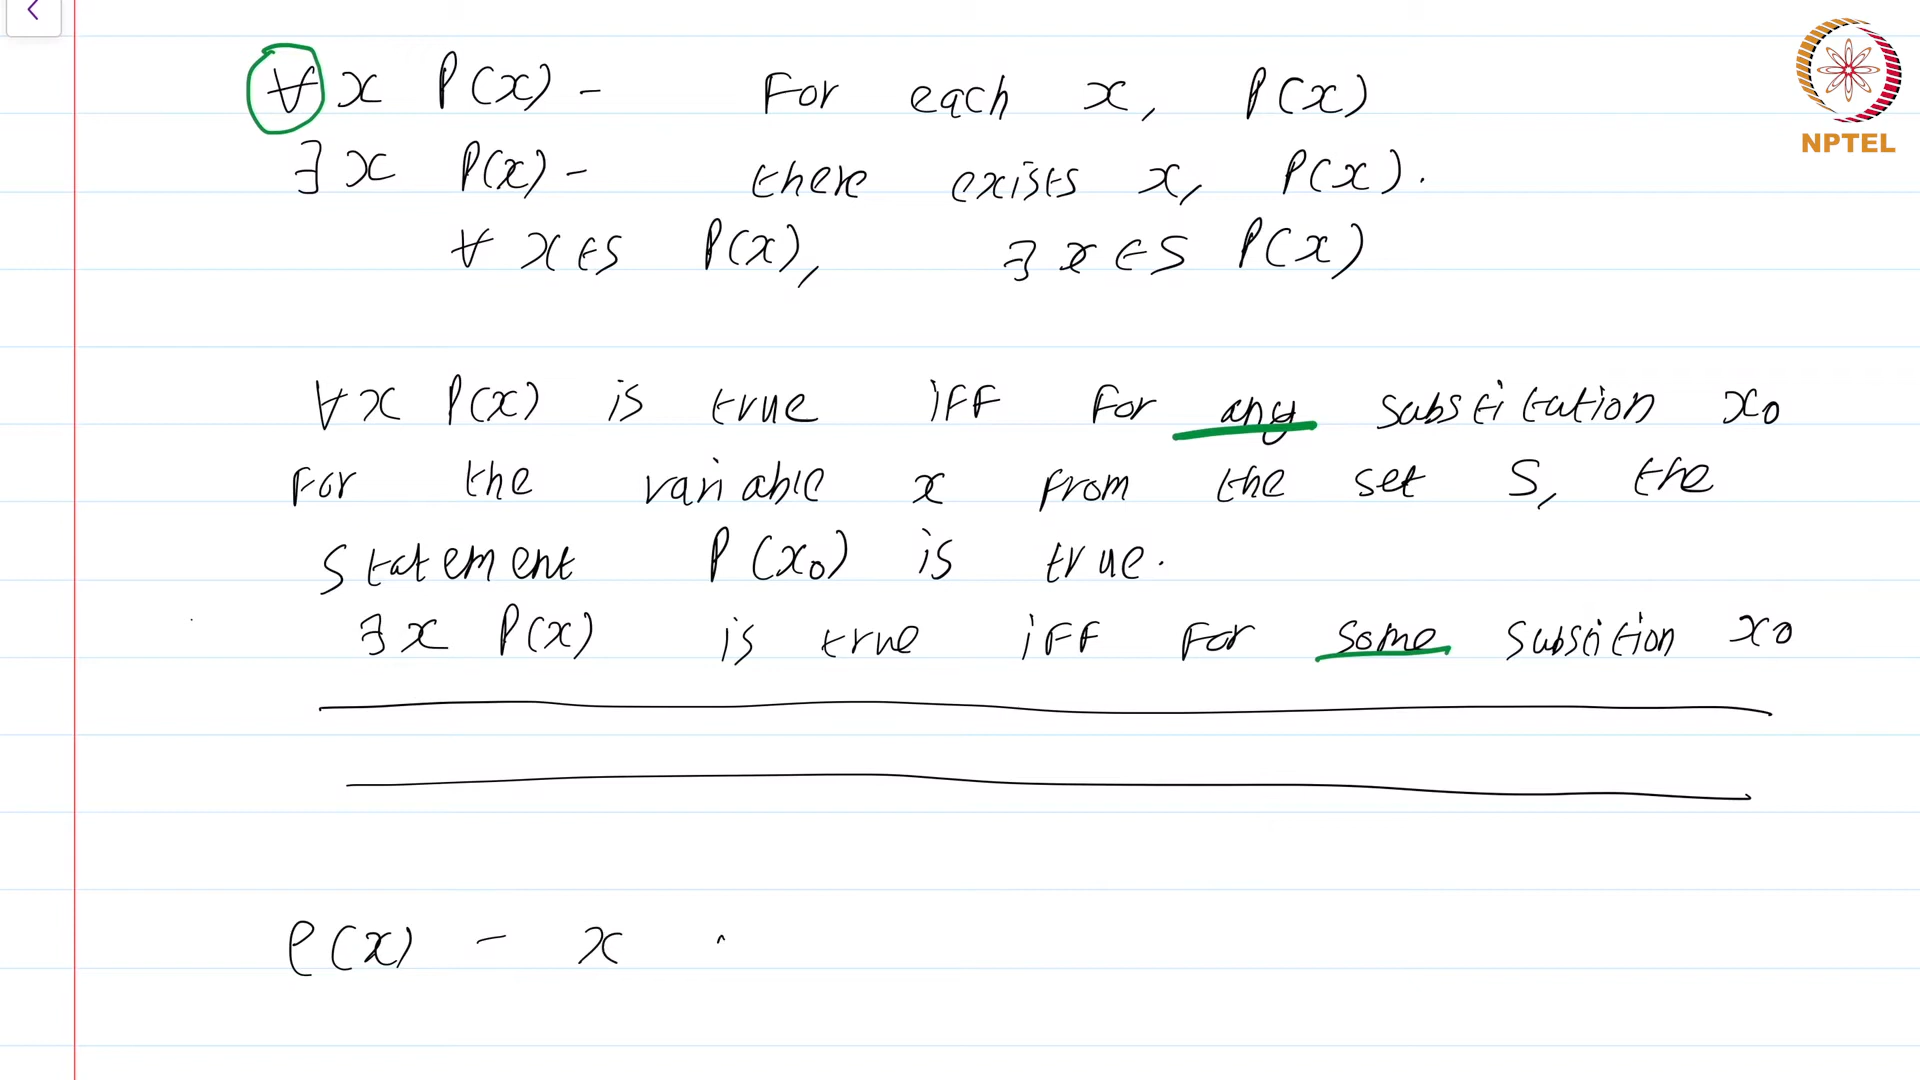 ∀x P(x) - For each x, P(x)
NPTEL
∃x P(x) - there exists x, P(x).
∀ x∈S P(x), ∃ x∈S P(x)
∀x P(x) is true iff for any substitution x₀
for the variable x from the set S, the
statement P(x₀) is true.
∃x P(x) is true iff for some substition x₀
P(x) - x